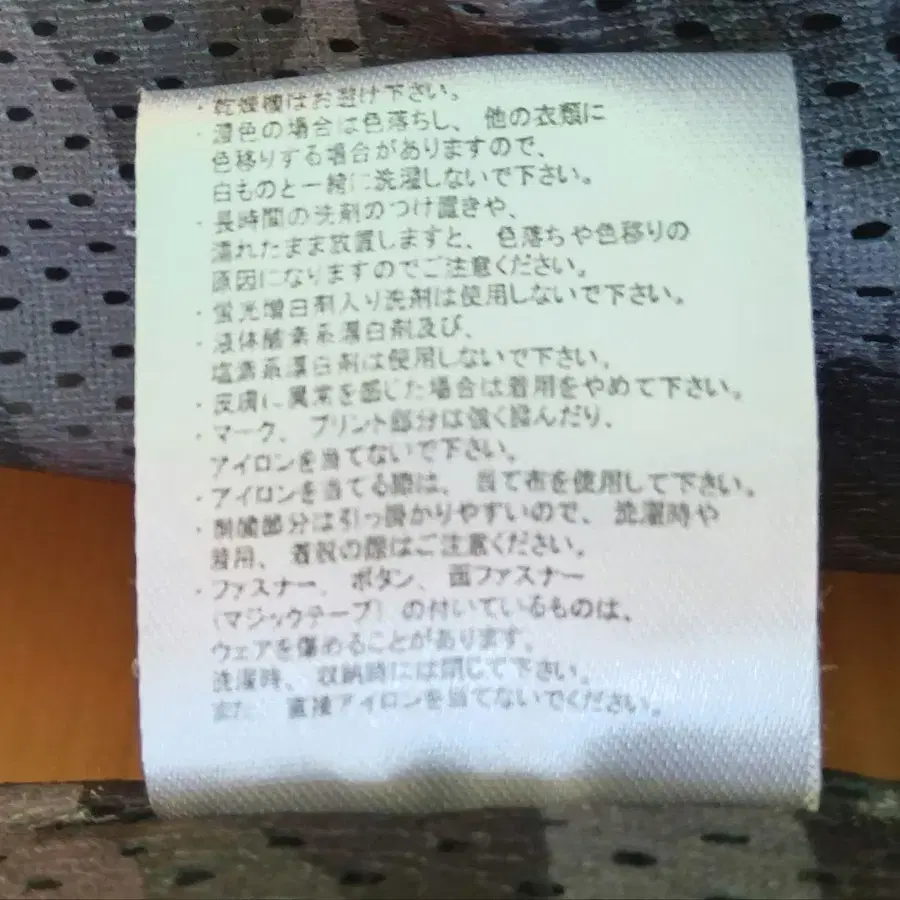 ・乾燥機はお避け下さい。
・濃色の場合は色落ちし、他の衣類に
色移りする場合がありますので、
白ものと一緒に洗濯しないで下さい。
・長時間の洗剤のつけ置きや、
濡れたまま放置しますと、色落ちや色移りの
原因になりますのでご注意ください。
・蛍光増白剤入り洗剤は使用しないで下さい。
・液体酸素系漂白剤及び、
塩素系漂白剤は使用しないで下さい。
・皮膚に異常を感じた場合は着用をやめて下さい。
・マーク、プリント部分は強く揉んだり、
アイロンを当てないで下さい。
・アイロンを当てる際は、当て布を使用して下さい。
・刺繍部分は引っ掛かりやすいので、洗濯時や
着用、着脱の際はご注意ください。
・ファスナー、ボタン、面ファスナー
(マジックテープ)の付いているものは、
ウェアを傷めることがあります。
洗濯時、収納時には閉じて下さい。
また、直接アイロンを当てないでください。